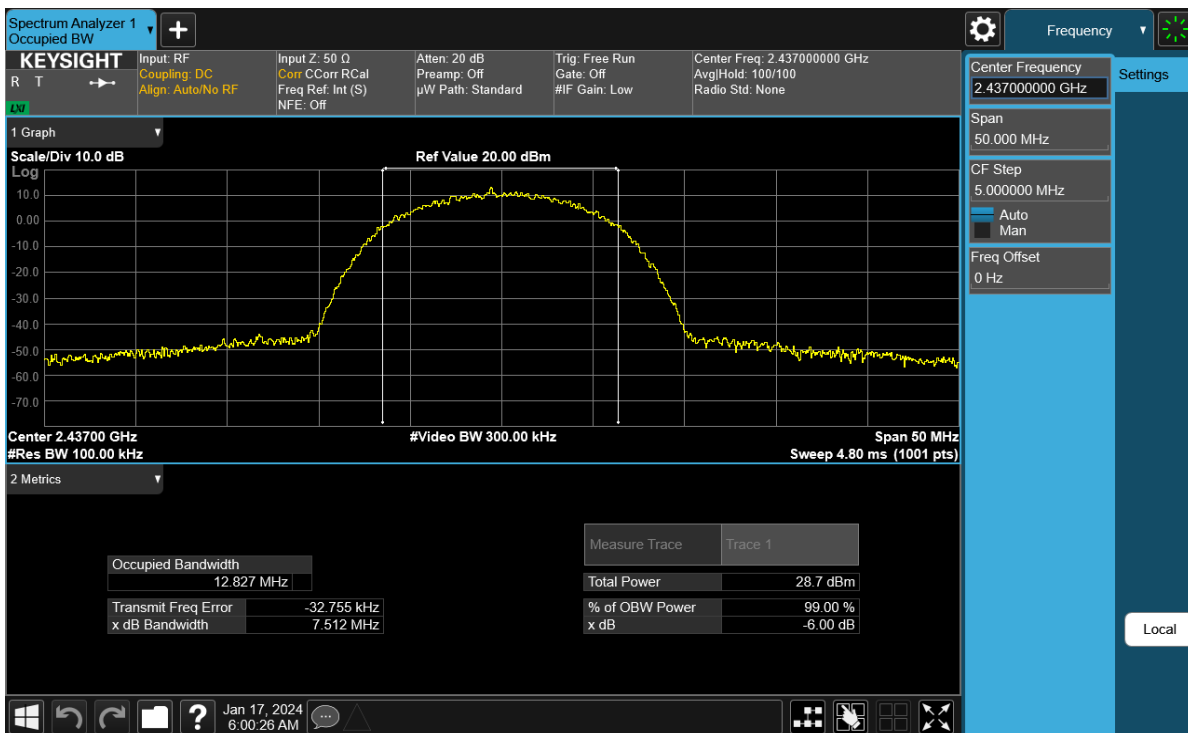 Spectrum Analyzer 1
Occupied BW
+
Frequency
KEYSIGHT
R T
LXI
Input: RF
Coupling: DC
Align: Auto/No RF
Input Z: 50 Ω
Corr CCorr RCal
Freq Ref: Int (S)
NFE: Off
Atten: 20 dB
Preamp: Off
µW Path: Standard
Trig: Free Run
Gate: Off
#IF Gain: Low
Center Freq: 2.437000000 GHz
Avg|Hold: 100/100
Radio Std: None
Center Frequency
2.437000000 GHz
Settings
Span
50.000 MHz
CF Step
5.000000 MHz
Auto
Man
Freq Offset
0 Hz
Local
1 Graph
Scale/Div 10.0 dB
Ref Value 20.00 dBm
Log
10.0
0.00
-10.0
-20.0
-30.0
-40.0
-50.0
-60.0
-70.0
Center 2.43700 GHz
#Video BW 300.00 kHz
Span 50 MHz
#Res BW 100.00 kHz
Sweep 4.80 ms (1001 pts)
2 Metrics
Measure Trace Trace 1
Occupied Bandwidth
12.827 MHz
Total Power 28.7 dBm
Transmit Freq Error -32.755 kHz
% of OBW Power 99.00 %
x dB Bandwidth 7.512 MHz
x dB -6.00 dB
?
Jan 17, 2024
6:00:26 AM